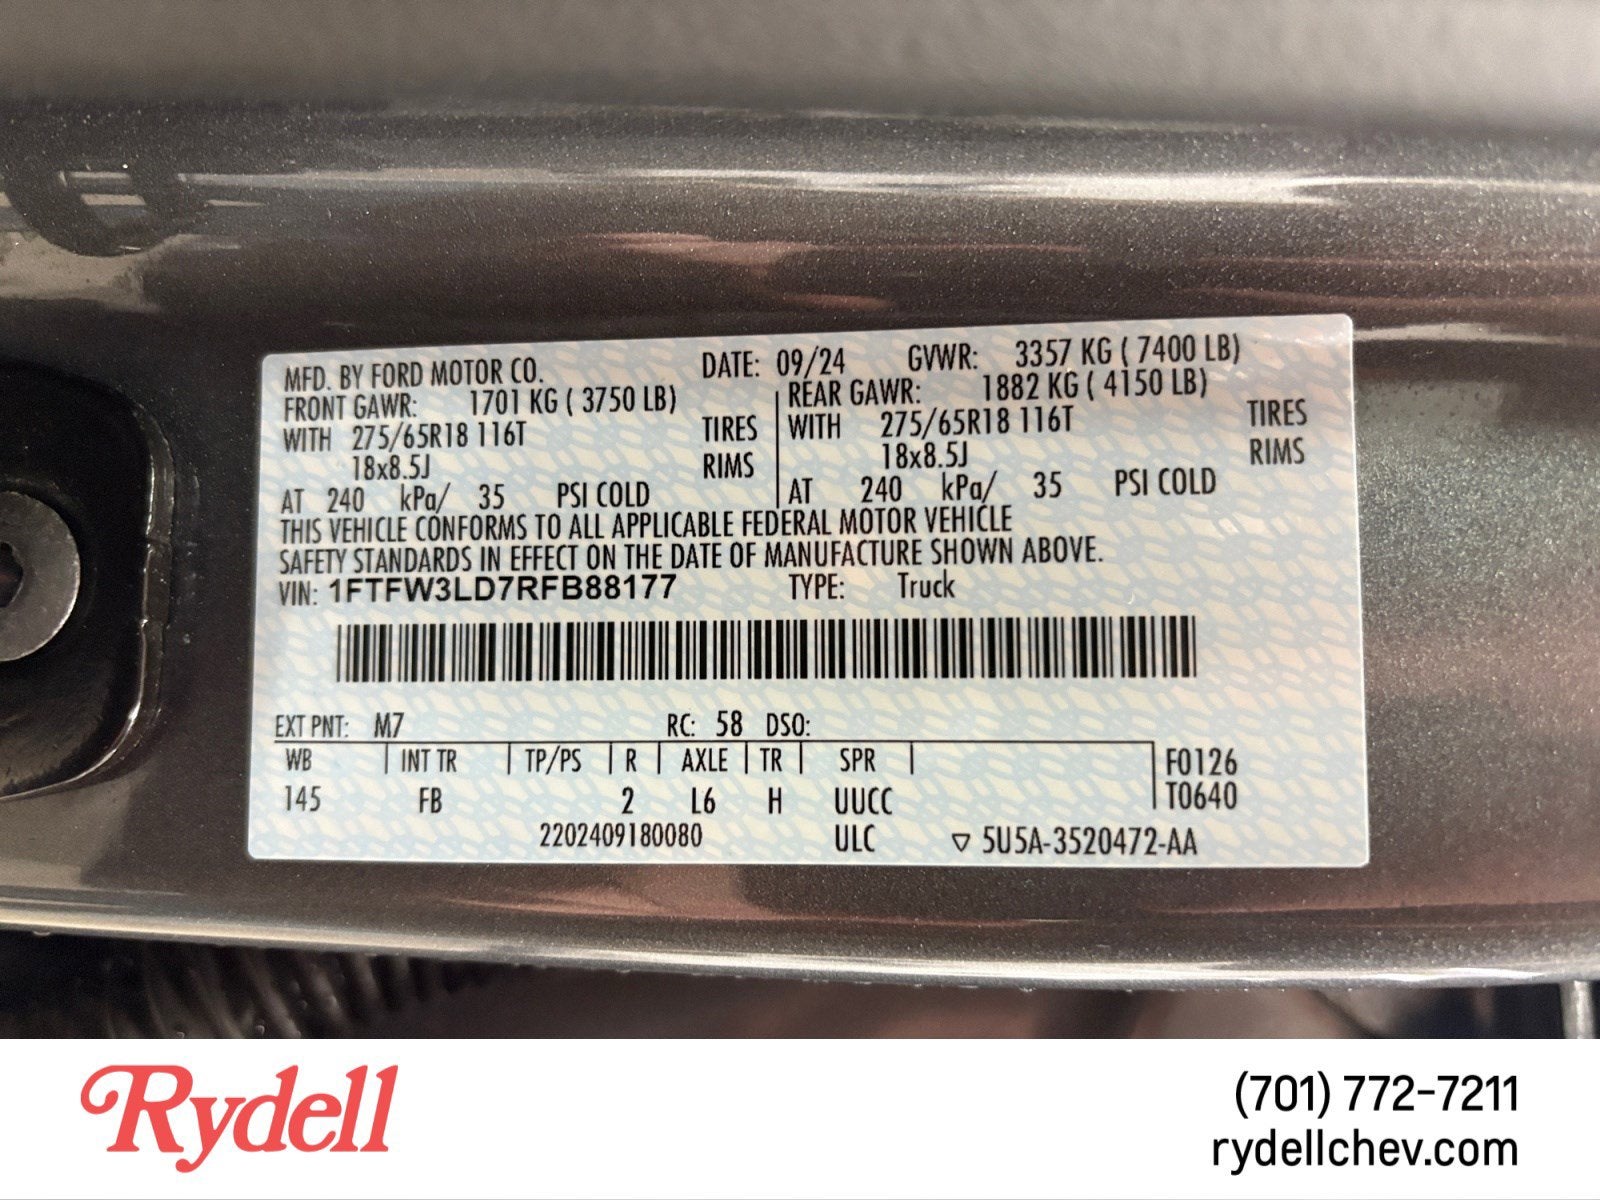 MFD. BY FORD MOTOR CO. DATE: 09/24 GVWR: 3357 KG ( 7400 LB)
FRONT GAWR: 1701 KG ( 3750 LB) REAR GAWR: 1882 KG ( 4150 LB)
WITH 275/65R18 116T TIRES WITH 275/65R18 116T TIRES
18x8.5J RIMS 18x8.5J RIMS
AT 240 kPa/ 35 PSI COLD AT 240 kPa/ 35 PSI COLD
THIS VEHICLE CONFORMS TO ALL APPLICABLE FEDERAL MOTOR VEHICLE
SAFETY STANDARDS IN EFFECT ON THE DATE OF MANUFACTURE SHOWN ABOVE.
VIN: 1FTFW3LD7RFB88177 TYPE: Truck
EXT PNT: M7 RC: 58 DSO:
WB INT TR TP/PS R AXLE TR SPR F0126
145 FB 2 L6 H UUCC T0640
2202409180080 ULC ▽ 5U5A-3520472-AA
Rydell
(701) 772-7211
rydellchev.com